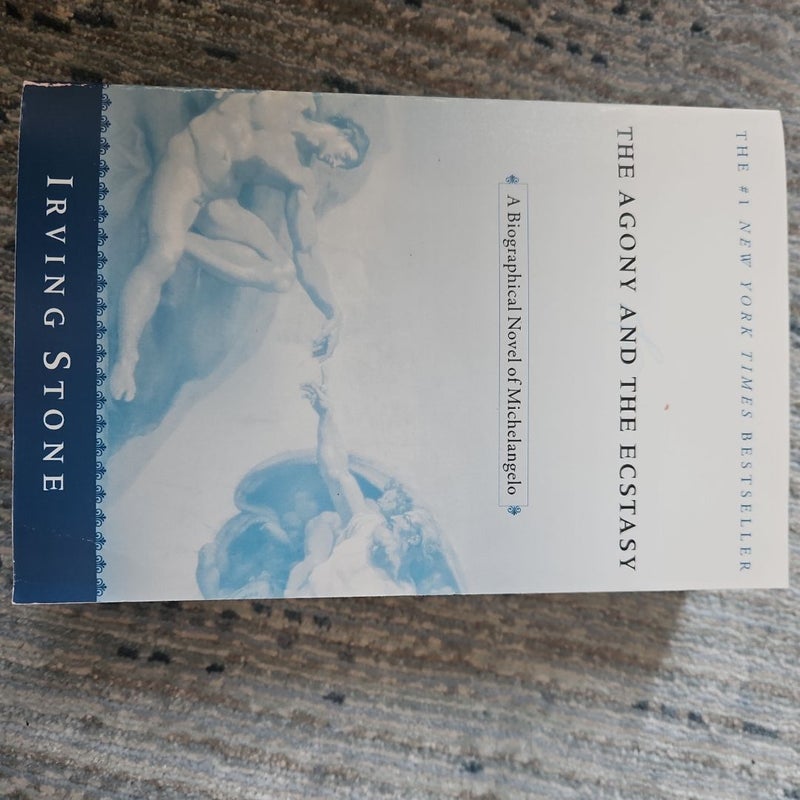 THE #1 NEW YORK TIMES BESTSELLER
THE AGONY AND THE ECSTASY
A Biographical Novel of Michelangelo
IRVING STONE